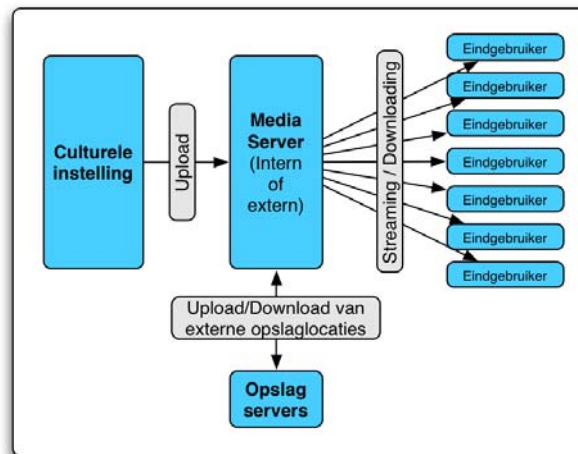 Culturele
instelling
Upload
Media
Server
(Intern
of
extern)
Streaming / Downloading
Eindgebruiker
Eindgebruiker
Eindgebruiker
Eindgebruiker
Eindgebruiker
Eindgebruiker
Eindgebruiker
Upload/Download van
externe opslaglocaties
Opslag
servers